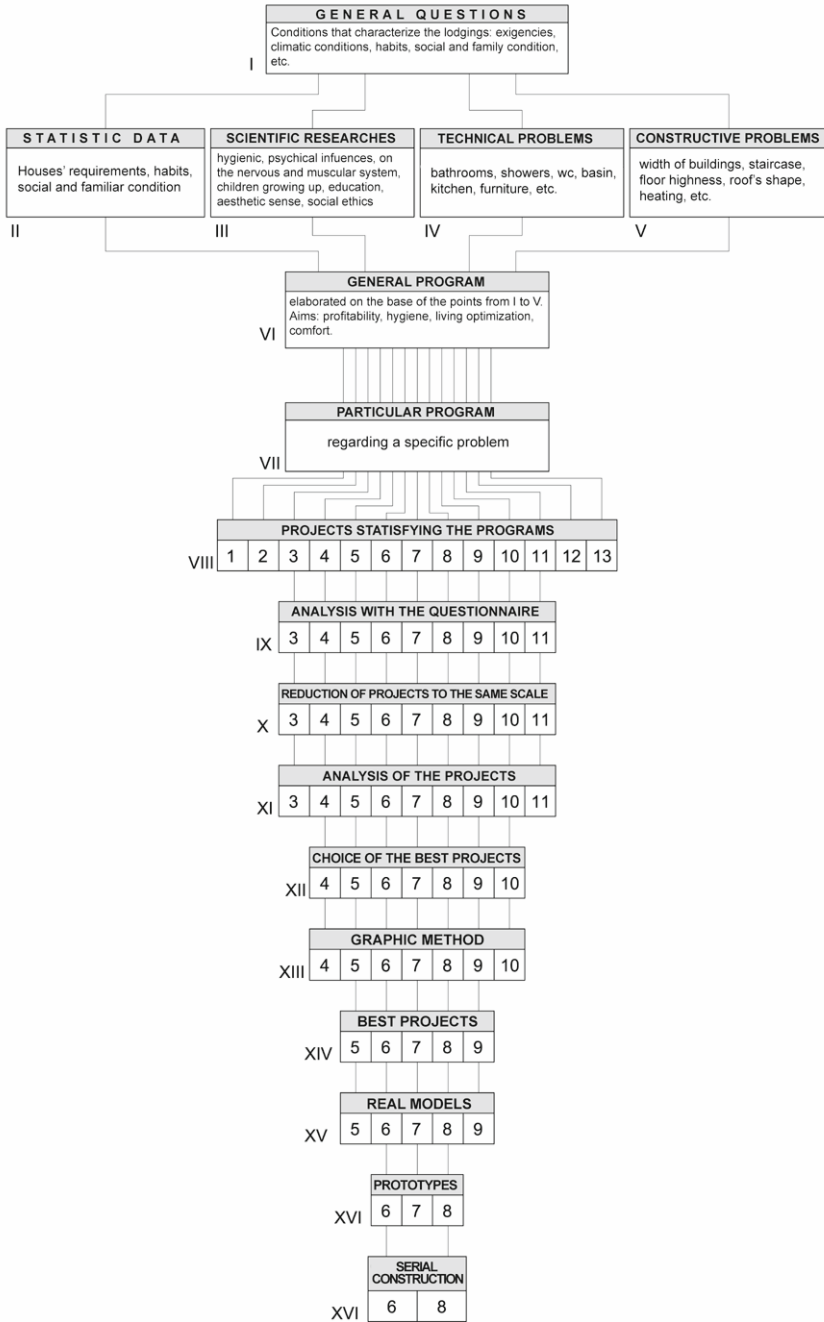 GENERAL QUESTIONS
Conditions that characterize the lodgings: exigencies,
climatic conditions, habits, social and family condition,
etc.
I
STATISTIC DATA
Houses' requirements, habits,
social and familiar condition
II
SCIENTIFIC RESEARCHES
hygienic, psychical infuences, on
the nervous and muscular system,
children growing up, education,
aesthetic sense, social ethics
III
TECHNICAL PROBLEMS
bathrooms, showers, wc, basin,
kitchen, furniture, etc.
IV
CONSTRUCTIVE PROBLEMS
width of buildings, staircase,
floor highness, roof's shape,
heating, etc.
V
GENERAL PROGRAM
elaborated on the base of the points from I to V.
Aims: profitability, hygiene, living optimization,
comfort.
VI
PARTICULAR PROGRAM
regarding a specific problem
VII
PROJECTS STATISFYING THE PROGRAMS
VIII 1 2 3 4 5 6 7 8 9 10 11 12 13
ANALYSIS WITH THE QUESTIONNAIRE
IX 3 4 5 6 7 8 9 10 11
REDUCTION OF PROJECTS TO THE SAME SCALE
X 3 4 5 6 7 8 9 10 11
ANALYSIS OF THE PROJECTS
XI 3 4 5 6 7 8 9 10 11
CHOICE OF THE BEST PROJECTS
XII 4 5 6 7 8 9 10
GRAPHIC METHOD
XIII 4 5 6 7 8 9 10
BEST PROJECTS
XIV 5 6 7 8 9
REAL MODELS
XV 5 6 7 8 9
PROTOTYPES
XVI 6 7 8
SERIAL
CONSTRUCTION
XVI 6 8